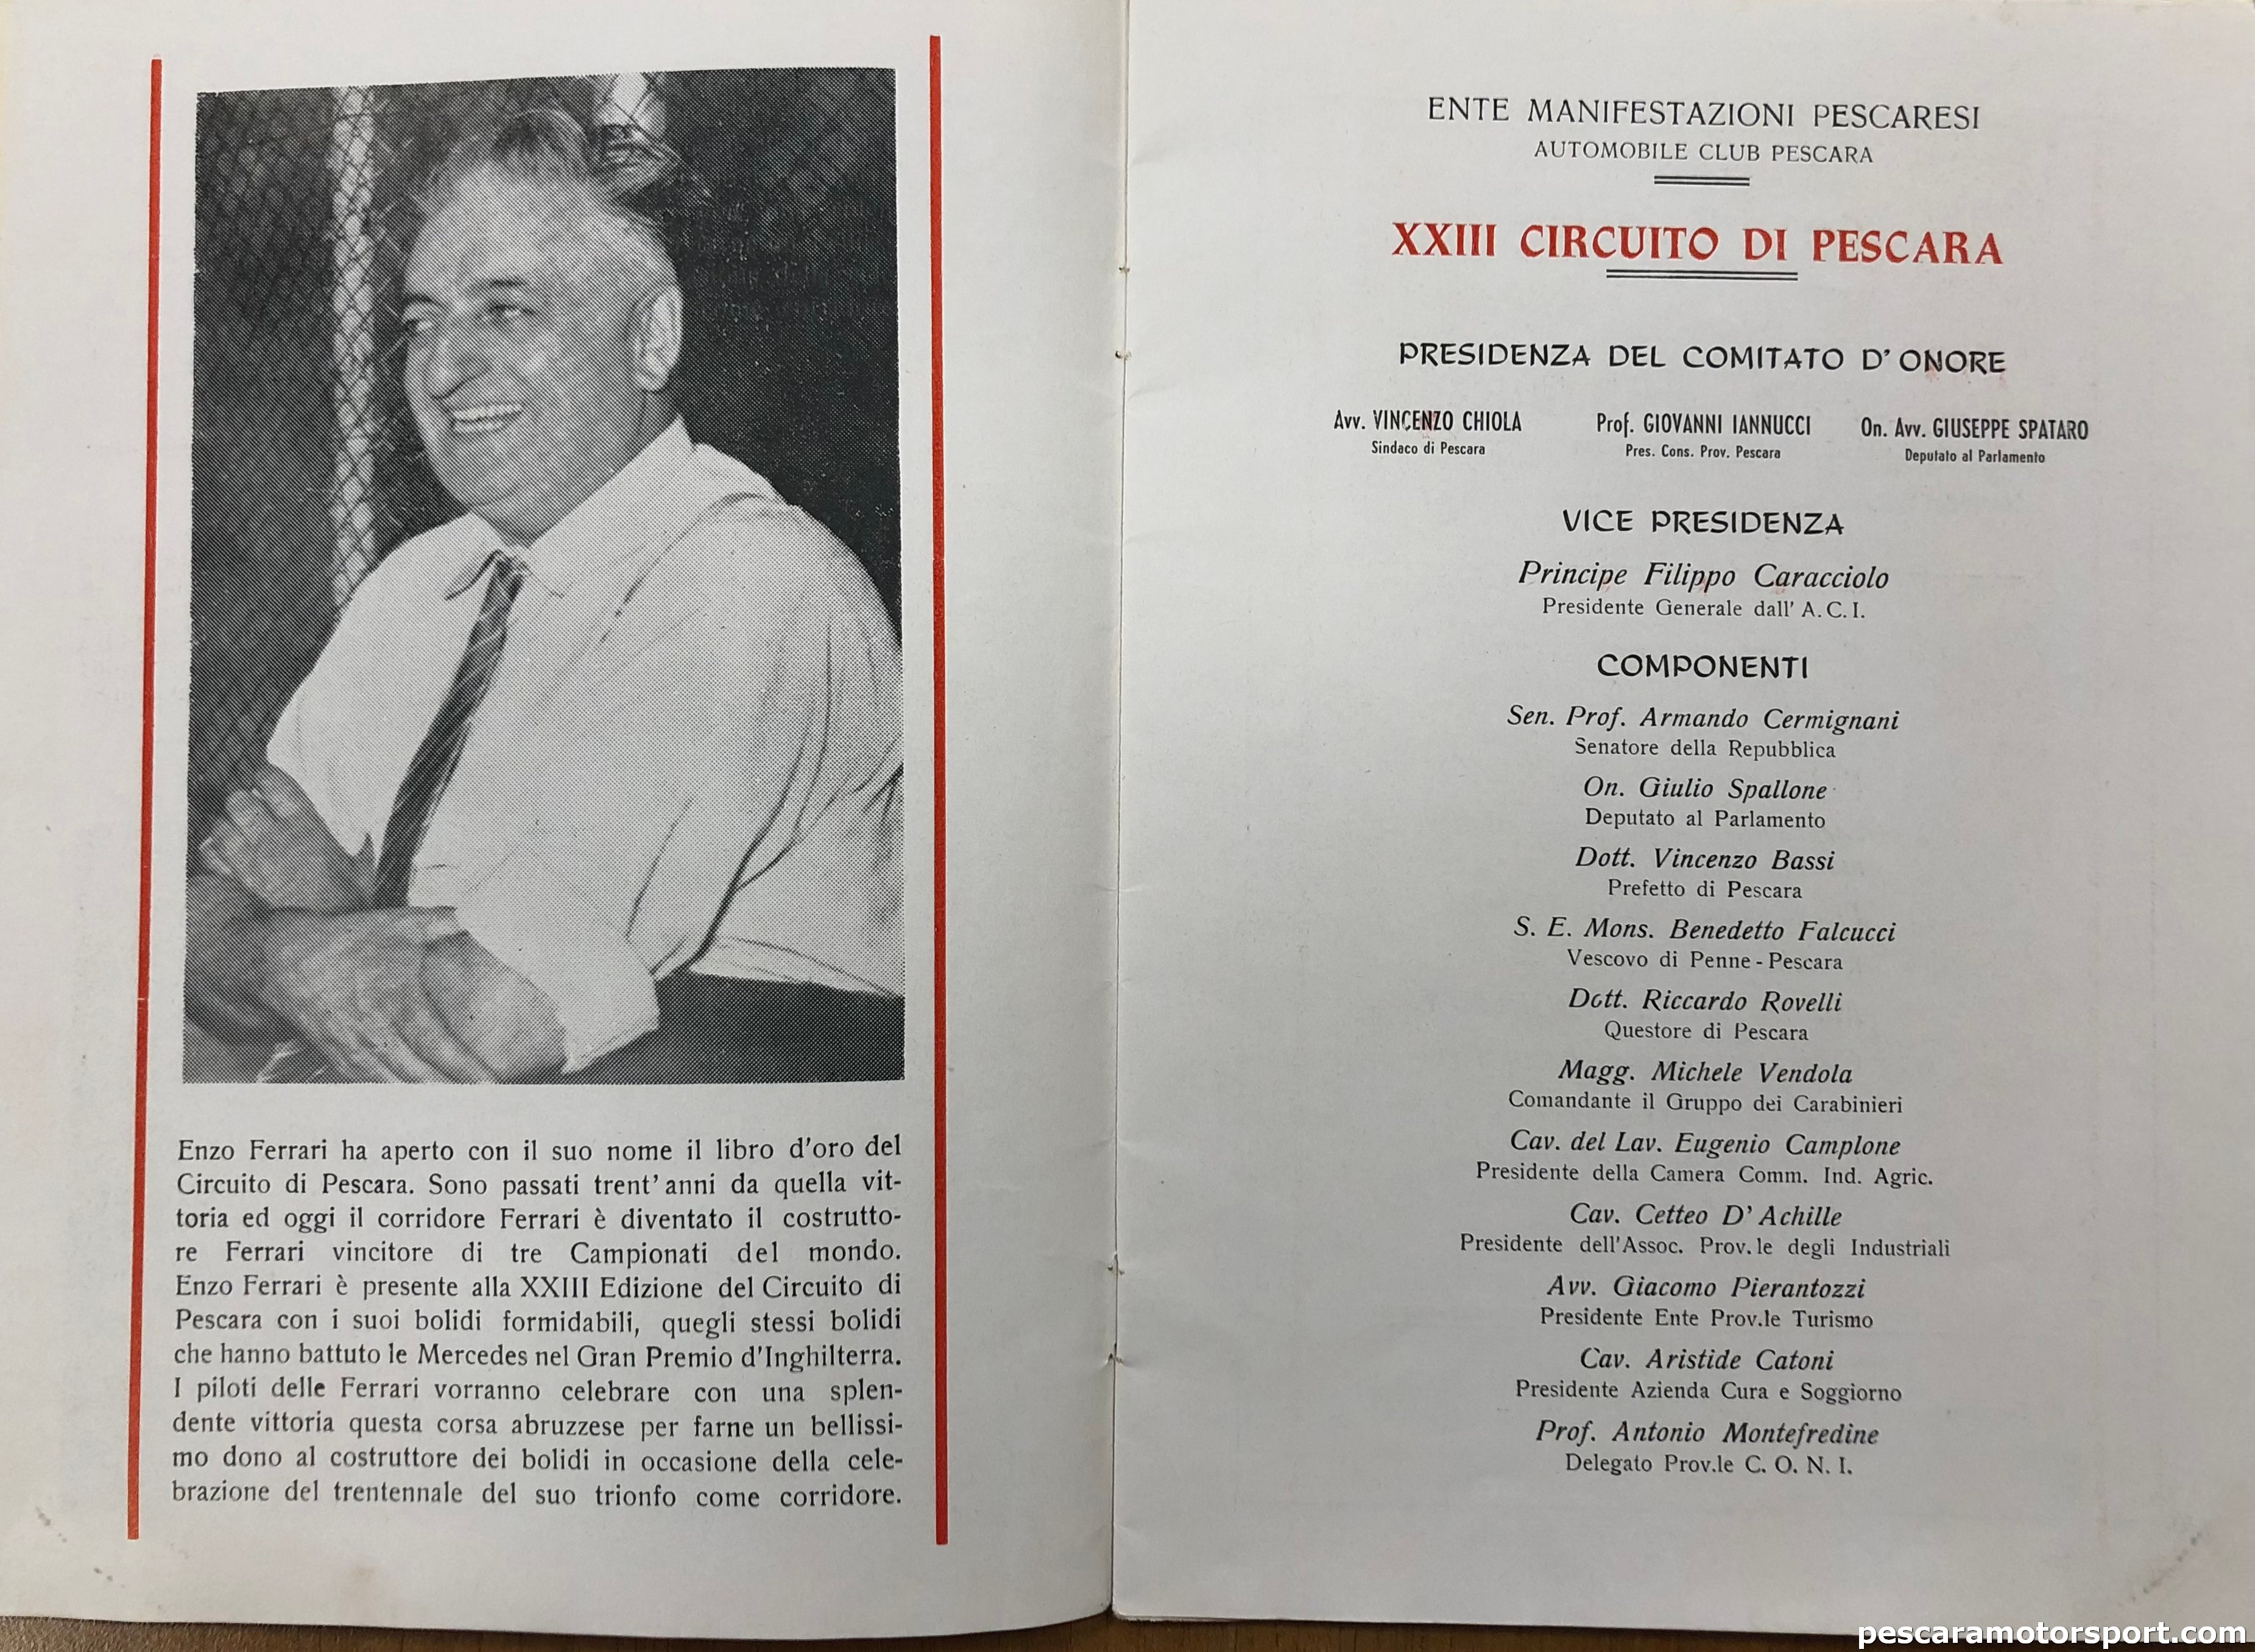 Enzo Ferrari ha aperto con il suo nome il libro d'oro del
Circuito di Pescara. Sono passati trent' anni da quella vit-
toria ed oggi il corridore Ferrari è diventato il costrutto-
re Ferrari vincitore di tre Campionati del mondo.
Enzo Ferrari è presente alla XXIII Edizione del Circuito di
Pescara con i suoi bolidi formidabili, quegli stessi bolidi
che hanno battuto le Mercedes nel Gran Premio d'Inghilterra.
I piloti delle Ferrari vorranno celebrare con una splen-
dente vittoria questa corsa abruzzese per farne un bellissi-
mo dono al costruttore dei bolidi in occasione della cele-
brazione del trentennale del suo trionfo come corridore.
ENTE MANIFESTAZIONI PESCARESI
AUTOMOBILE CLUB PESCARA
XXIII CIRCUITO DI PESCARA
PRESIDENZA DEL COMITATO D' ONORE
Avv. VINCENZO CHIOLA
Sindaco di Pescara
Prof. GIOVANNI IANNUCCI
Pres. Cons. Prov. Pescara
On. Avv. GIUSEPPE SPATARO
Deputato al Parlamento
VICE PRESIDENZA
Principe Filippo Caracciolo
Presidente Generale dall' A. C. I.
COMPONENTI
Sen. Prof. Armando Cermignani
Senatore della Repubblica
On. Giulio Spallone
Deputato al Parlamento
Dott. Vincenzo Bassi
Prefetto di Pescara
S. E. Mons. Benedetto Falcucci
Vescovo di Penne - Pescara
Dott. Riccardo Rovelli
Questore di Pescara
Magg. Michele Vendola
Comandante il Gruppo dei Carabinieri
Cav. del Lav. Eugenio Camplone
Presidente della Camera Comm. Ind. Agric.
Cav. Cetteo D' Achille
Presidente dell'Assoc. Prov.le degli Industriali
Avv. Giacomo Pierantozzi
Presidente Ente Prov.le Turismo
Cav. Aristide Catoni
Presidente Azienda Cura e Soggiorno
Prof. Antonio Montefredine
Delegato Prov.le C. O. N. I.
pescaramotorsport.com